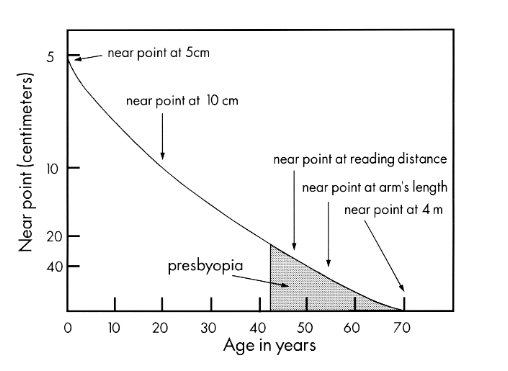 near point at 5cm
near point at 10 cm
near point at reading distance
near point at arm's length
near point at 4 m
presbyopia
Near point (centimeters)
5
10
20
40
0 10 20 30 40 50 60 70
Age in years